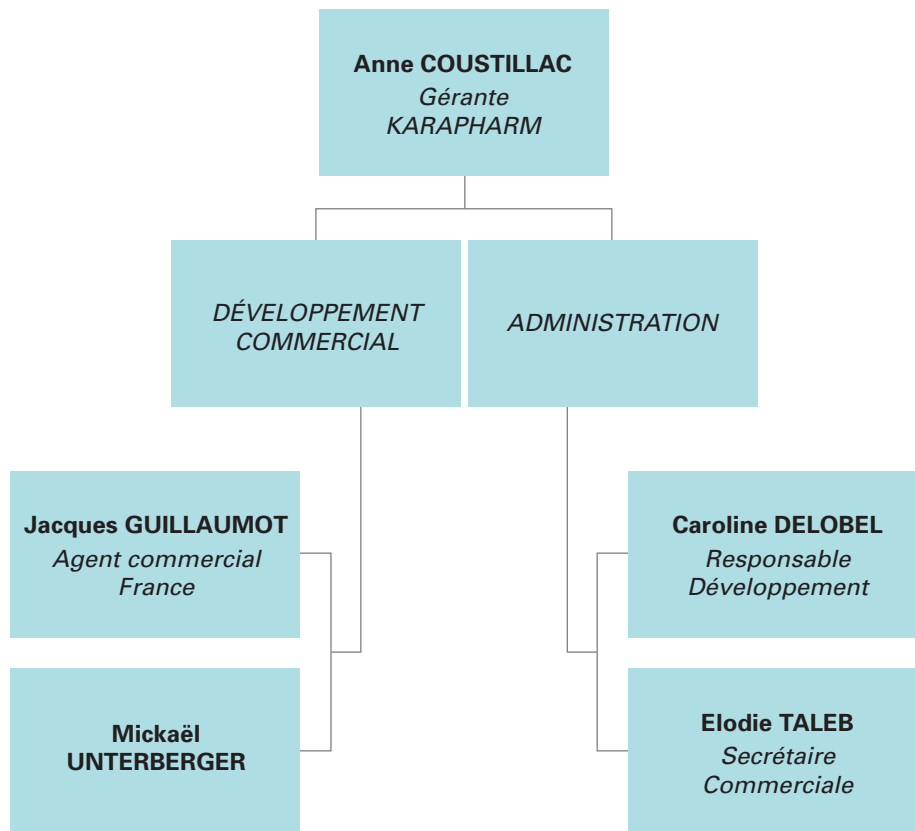 Anne COUSTILLAC
Gérante
KARAPHARM
DÉVELOPPEMENT
COMMERCIAL
ADMINISTRATION
Jacques GUILLAUMOT
Agent commercial
France
Caroline DELOBEL
Responsable
Développement
Mickaël
UNTERBERGER
Elodie TALEB
Secrétaire
Commerciale